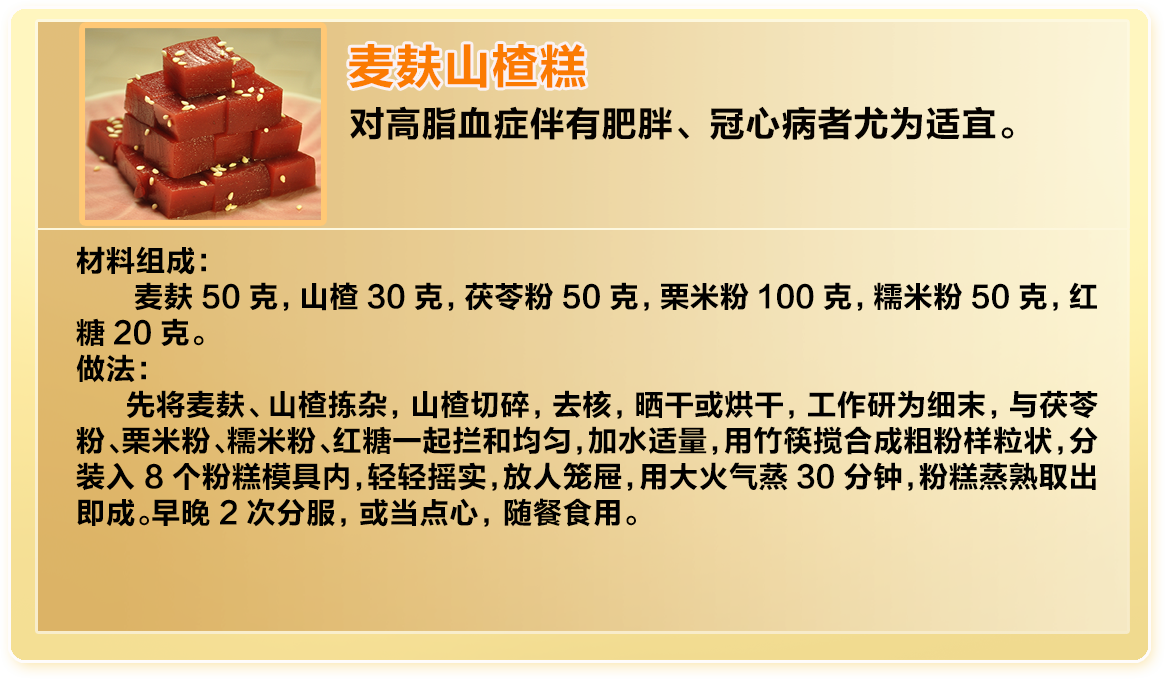 麦麸山楂糕
对高脂血症伴有肥胖、冠心病者尤为适宜。
材料组成：
麦麸 50 克，山楂 30 克，茯苓粉 50 克，栗米粉 100 克，糯米粉 50 克，红
糖 20 克。
做法：
先将麦麸、山楂拣杂，山楂切碎，去核，晒干或烘干，工作研为细末，与茯苓
粉、栗米粉、糯米粉、红糖一起拦和均匀，加水适量，用竹筷搅合成粗粉样粒状，分
装入 8 个粉糕模具内，轻轻摇实，放人笼屉，用大火气蒸 30 分钟，粉糕蒸熟取出
即成。早晚 2 次分服，或当点心，随餐食用。